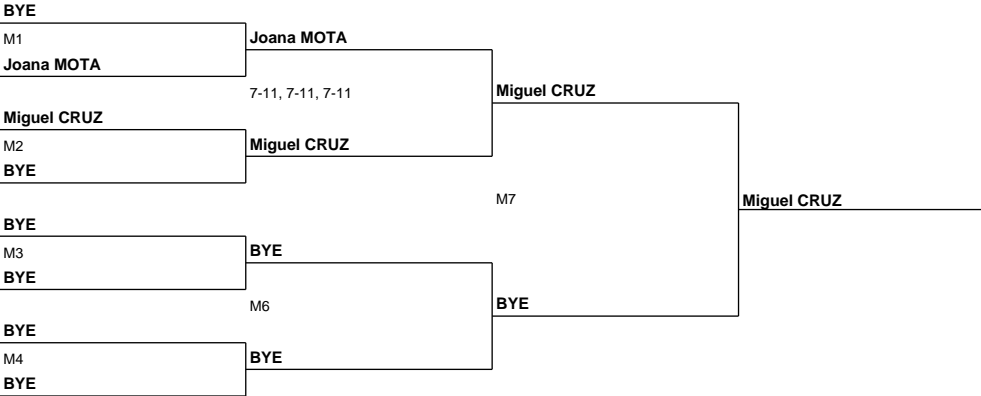 BYE
M1
Joana MOTA
Joana MOTA
7-11, 7-11, 7-11
Miguel CRUZ
Miguel CRUZ
M2
BYE
Miguel CRUZ
M7
Miguel CRUZ
BYE
M3
BYE
BYE
M6
BYE
BYE
M4
BYE
BYE